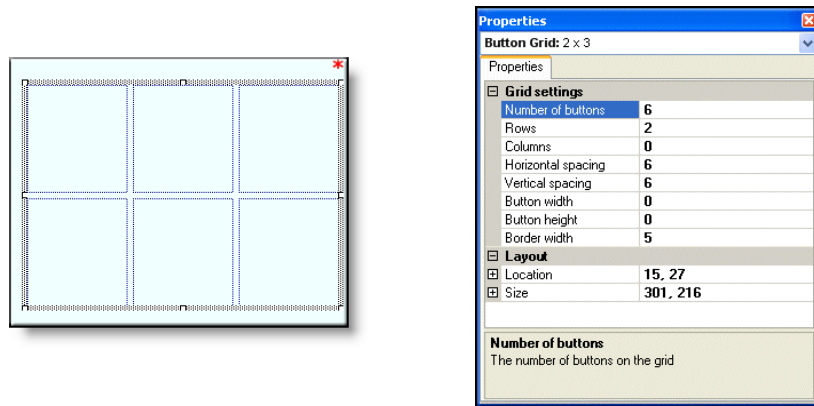 *
Properties
Button Grid: 2 x 3
Properties
Grid settings
Number of buttons 6
Rows 2
Columns 0
Horizontal spacing 6
Vertical spacing 6
Button width 0
Button height 0
Border width 5
Layout
Location 15, 27
Size 301, 216
Number of buttons
The number of buttons on the grid